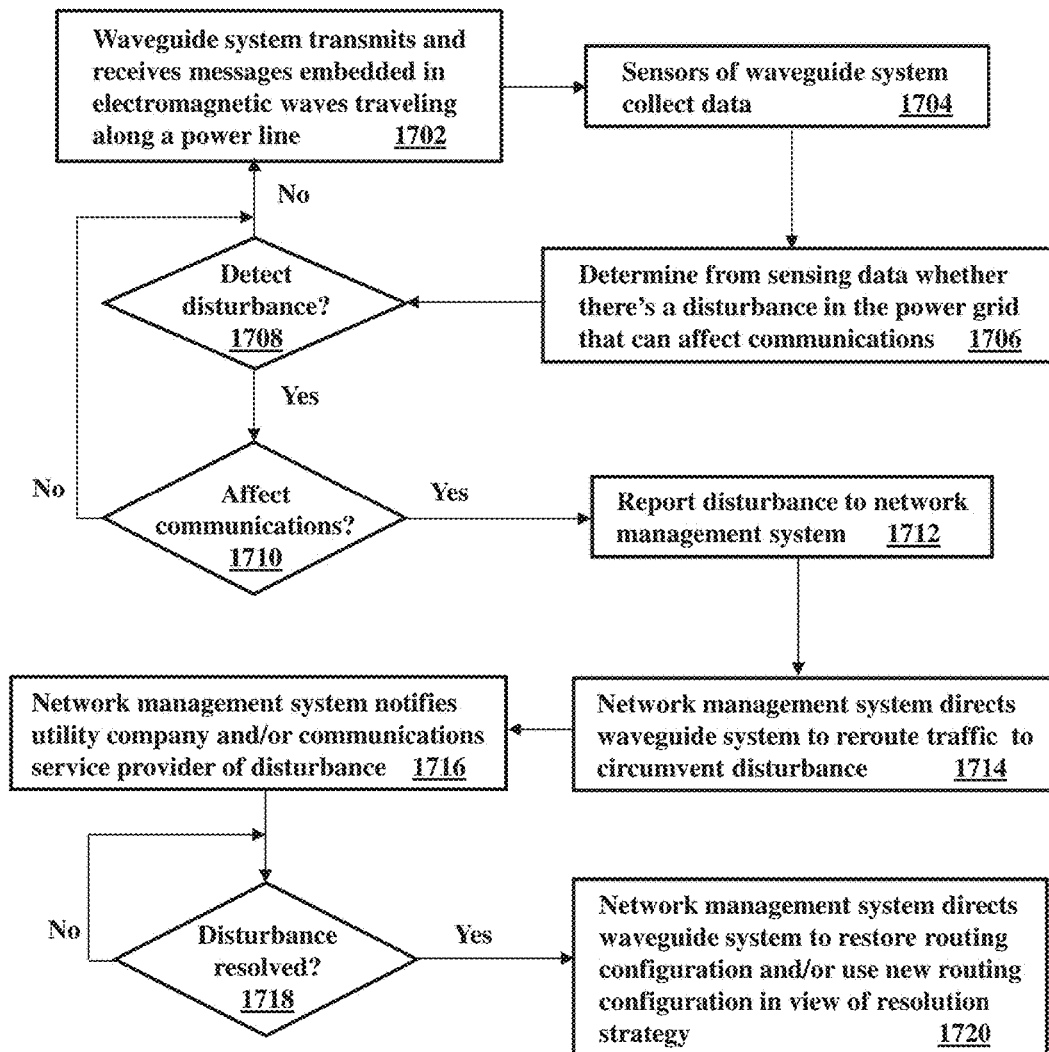 Waveguide system transmits and
receives messages embedded in
electromagnetic waves traveling
along a power line 1702
Sensors of waveguide system
collect data 1704
No
Detect
disturbance?
1708
Determine from sensing data whether
there's a disturbance in the power grid
that can affect communications 1706
Yes
No
Affect
communications?
1710
Yes
Report disturbance to network
management system 1712
Network management system notifies
utility company and/or communications
service provider of disturbance 1716
Network management system directs
waveguide system to reroute traffic to
circumvent disturbance 1714
No
Disturbance
resolved?
1718
Yes
Network management system directs
waveguide system to restore routing
configuration and/or use new routing
configuration in view of resolution
strategy 1720